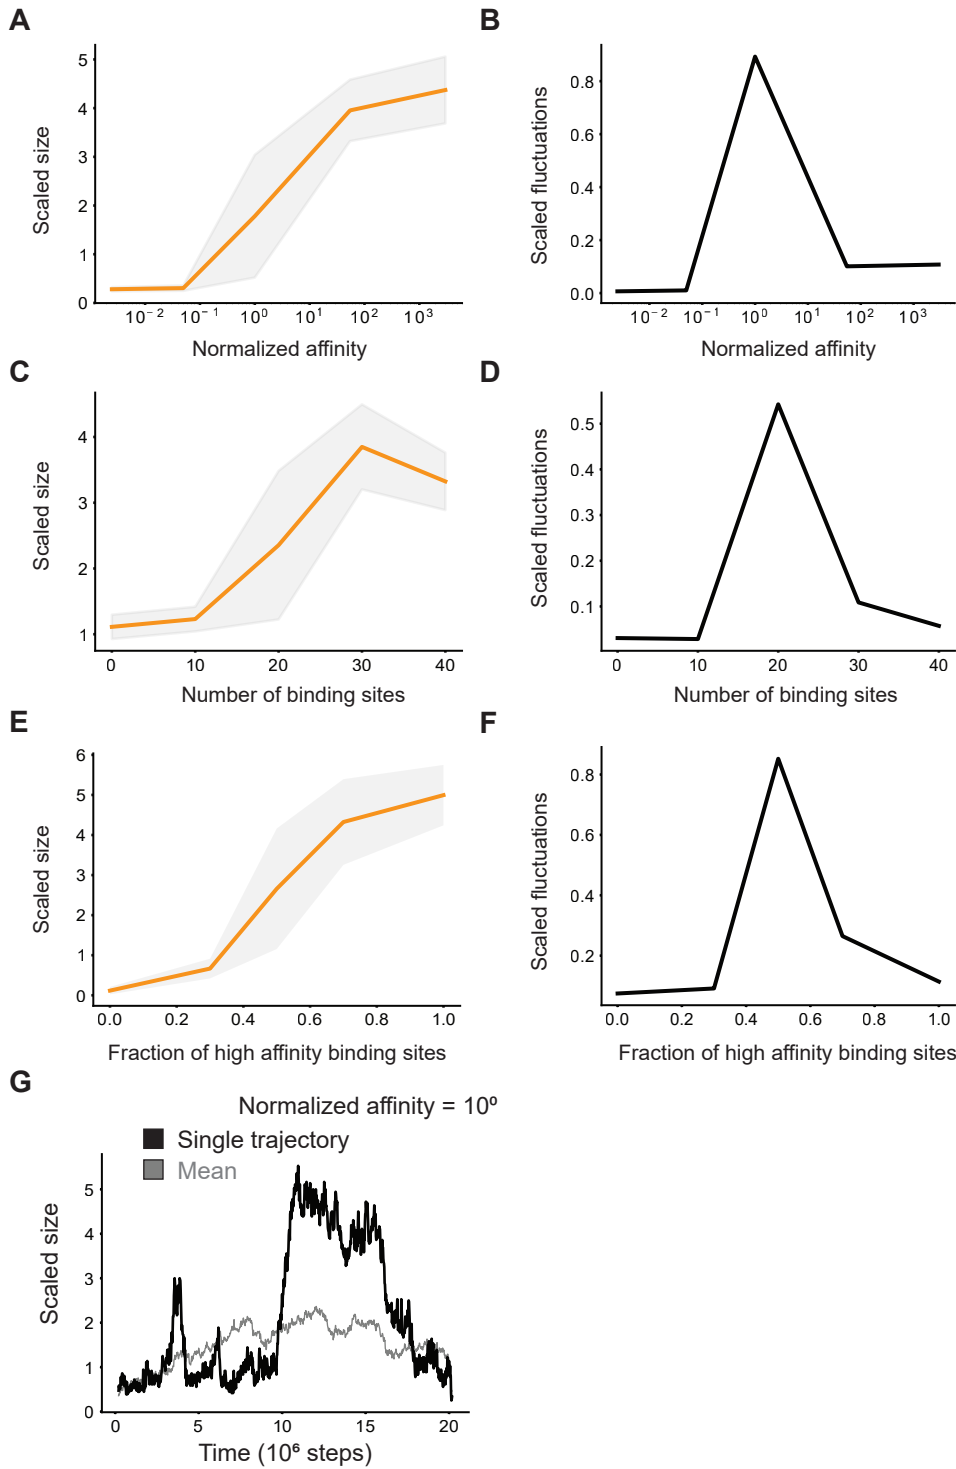 A
B
5
4
3
2
1
0
Scaled size
10⁻² 10⁻¹ 10⁰ 10¹ 10² 10³
Normalized affinity
0.8
0.6
0.4
0.2
0.0
Scaled fluctuations
10⁻² 10⁻¹ 10⁰ 10¹ 10² 10³
Normalized affinity
C
D
4
3
2
1
Scaled size
0 10 20 30 40
Number of binding sites
0.5
0.4
0.3
0.2
0.1
Scaled fluctuations
0 10 20 30 40
Number of binding sites
E
F
6
5
4
3
2
1
0
Scaled size
0.0 0.2 0.4 0.6 0.8 1.0
Fraction of high affinity binding sites
0.8
0.6
0.4
0.2
Scaled fluctuations
0.0 0.2 0.4 0.6 0.8 1.0
Fraction of high affinity binding sites
G
Normalized affinity = 10⁰
Single trajectory
Mean
5
4
3
2
1
0
Scaled size
0 5 10 15 20
Time (10⁶ steps)